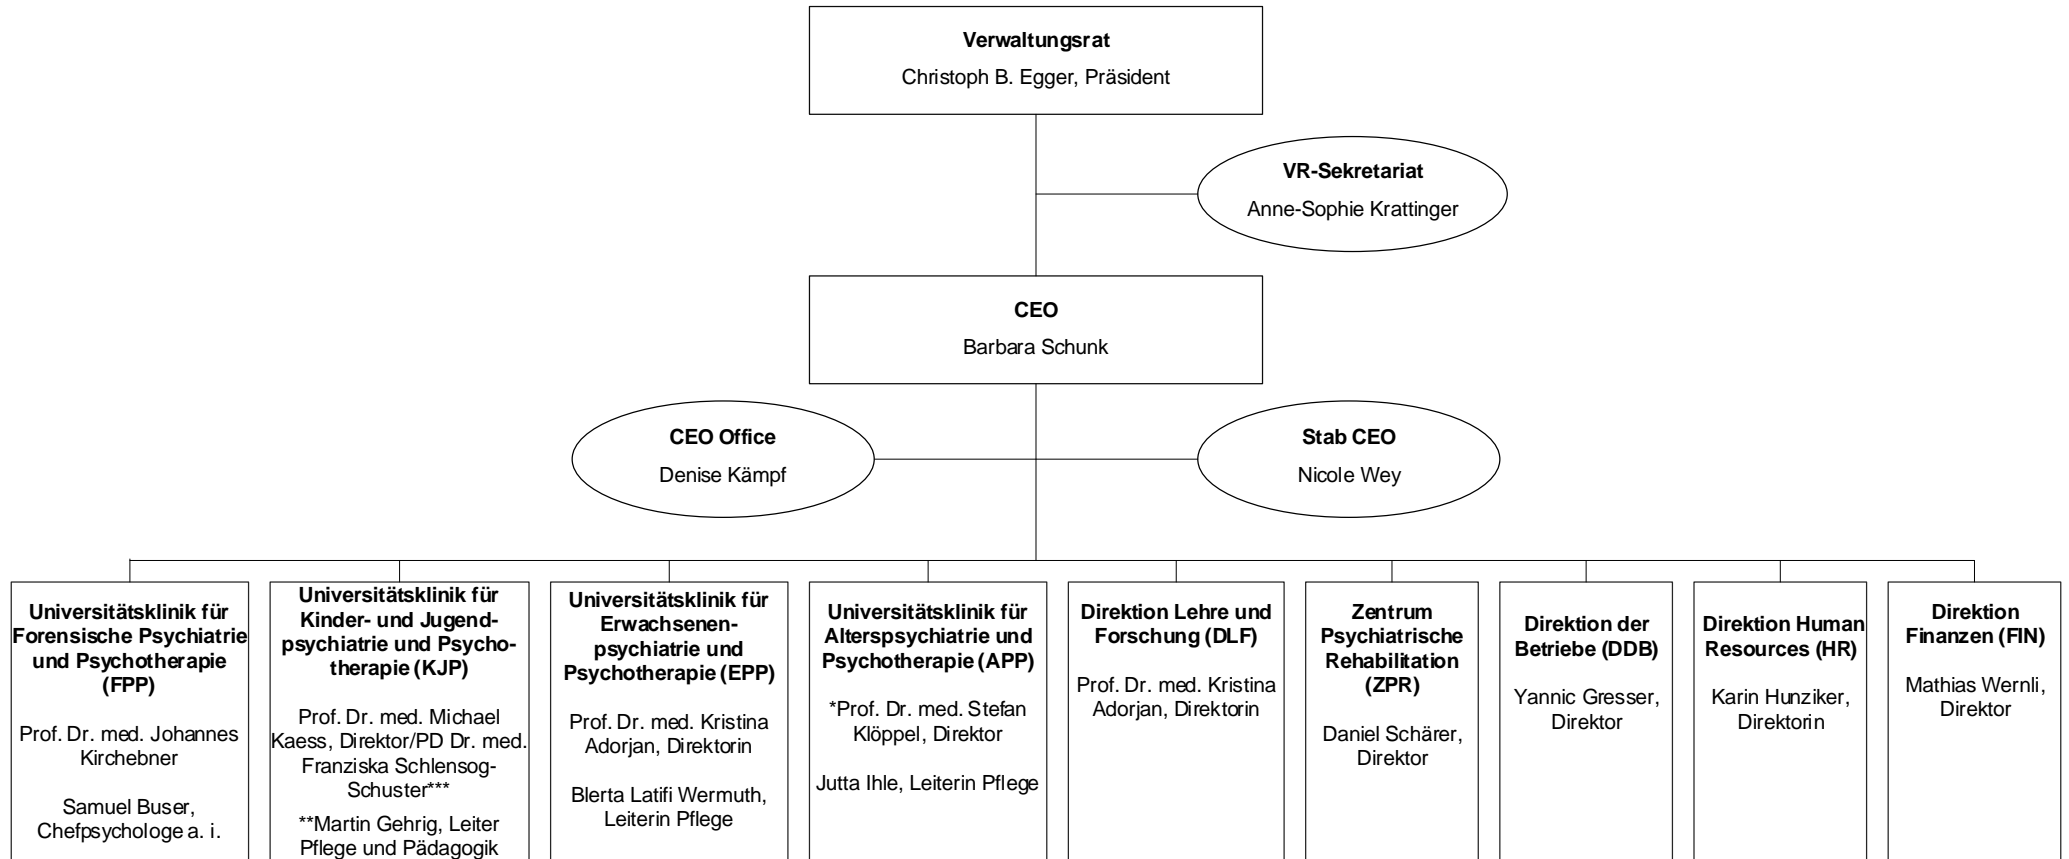 Verwaltungsrat
Christoph B. Egger, Präsident
VR-Sekretariat
Anne-Sophie Krattinger
CEO
Barbara Schunk
CEO Office
Denise Kämpf
Stab CEO
Nicole Wey
Universitätsklinik für
Forensische Psychiatrie
und Psychotherapie
(FPP)
Prof. Dr. med. Johannes
Kirchebner
Samuel Buser,
Chefpsychologe a. i.
Universitätsklinik für
Kinder- und Jugend-
psychiatrie und Psycho-
therapie (KJP)
Prof. Dr. med. Michael
Kaess, Direktor/PD Dr. med.
Franziska Schlensog-
Schuster***
**Martin Gehrig, Leiter
Pflege und Pädagogik
Universitätsklinik für
Erwachsenen-
psychiatrie und
Psychotherapie (EPP)
Prof. Dr. med. Kristina
Adorjan, Direktorin
Blerta Latifi Wermuth,
Leiterin Pflege
Universitätsklinik für
Alterspsychiatrie und
Psychotherapie (APP)
*Prof. Dr. med. Stefan
Klöppel, Direktor
Jutta Ihle, Leiterin Pflege
Direktion Lehre und
Forschung (DLF)
Prof. Dr. med. Kristina
Adorjan, Direktorin
Zentrum
Psychiatrische
Rehabilitation
(ZPR)
Daniel Schärer,
Direktor
Direktion der
Betriebe (DDB)
Yannic Gresser,
Direktor
Direktion Human
Resources (HR)
Karin Hunziker,
Direktorin
Direktion
Finanzen (FIN)
Mathias Wernli,
Direktor